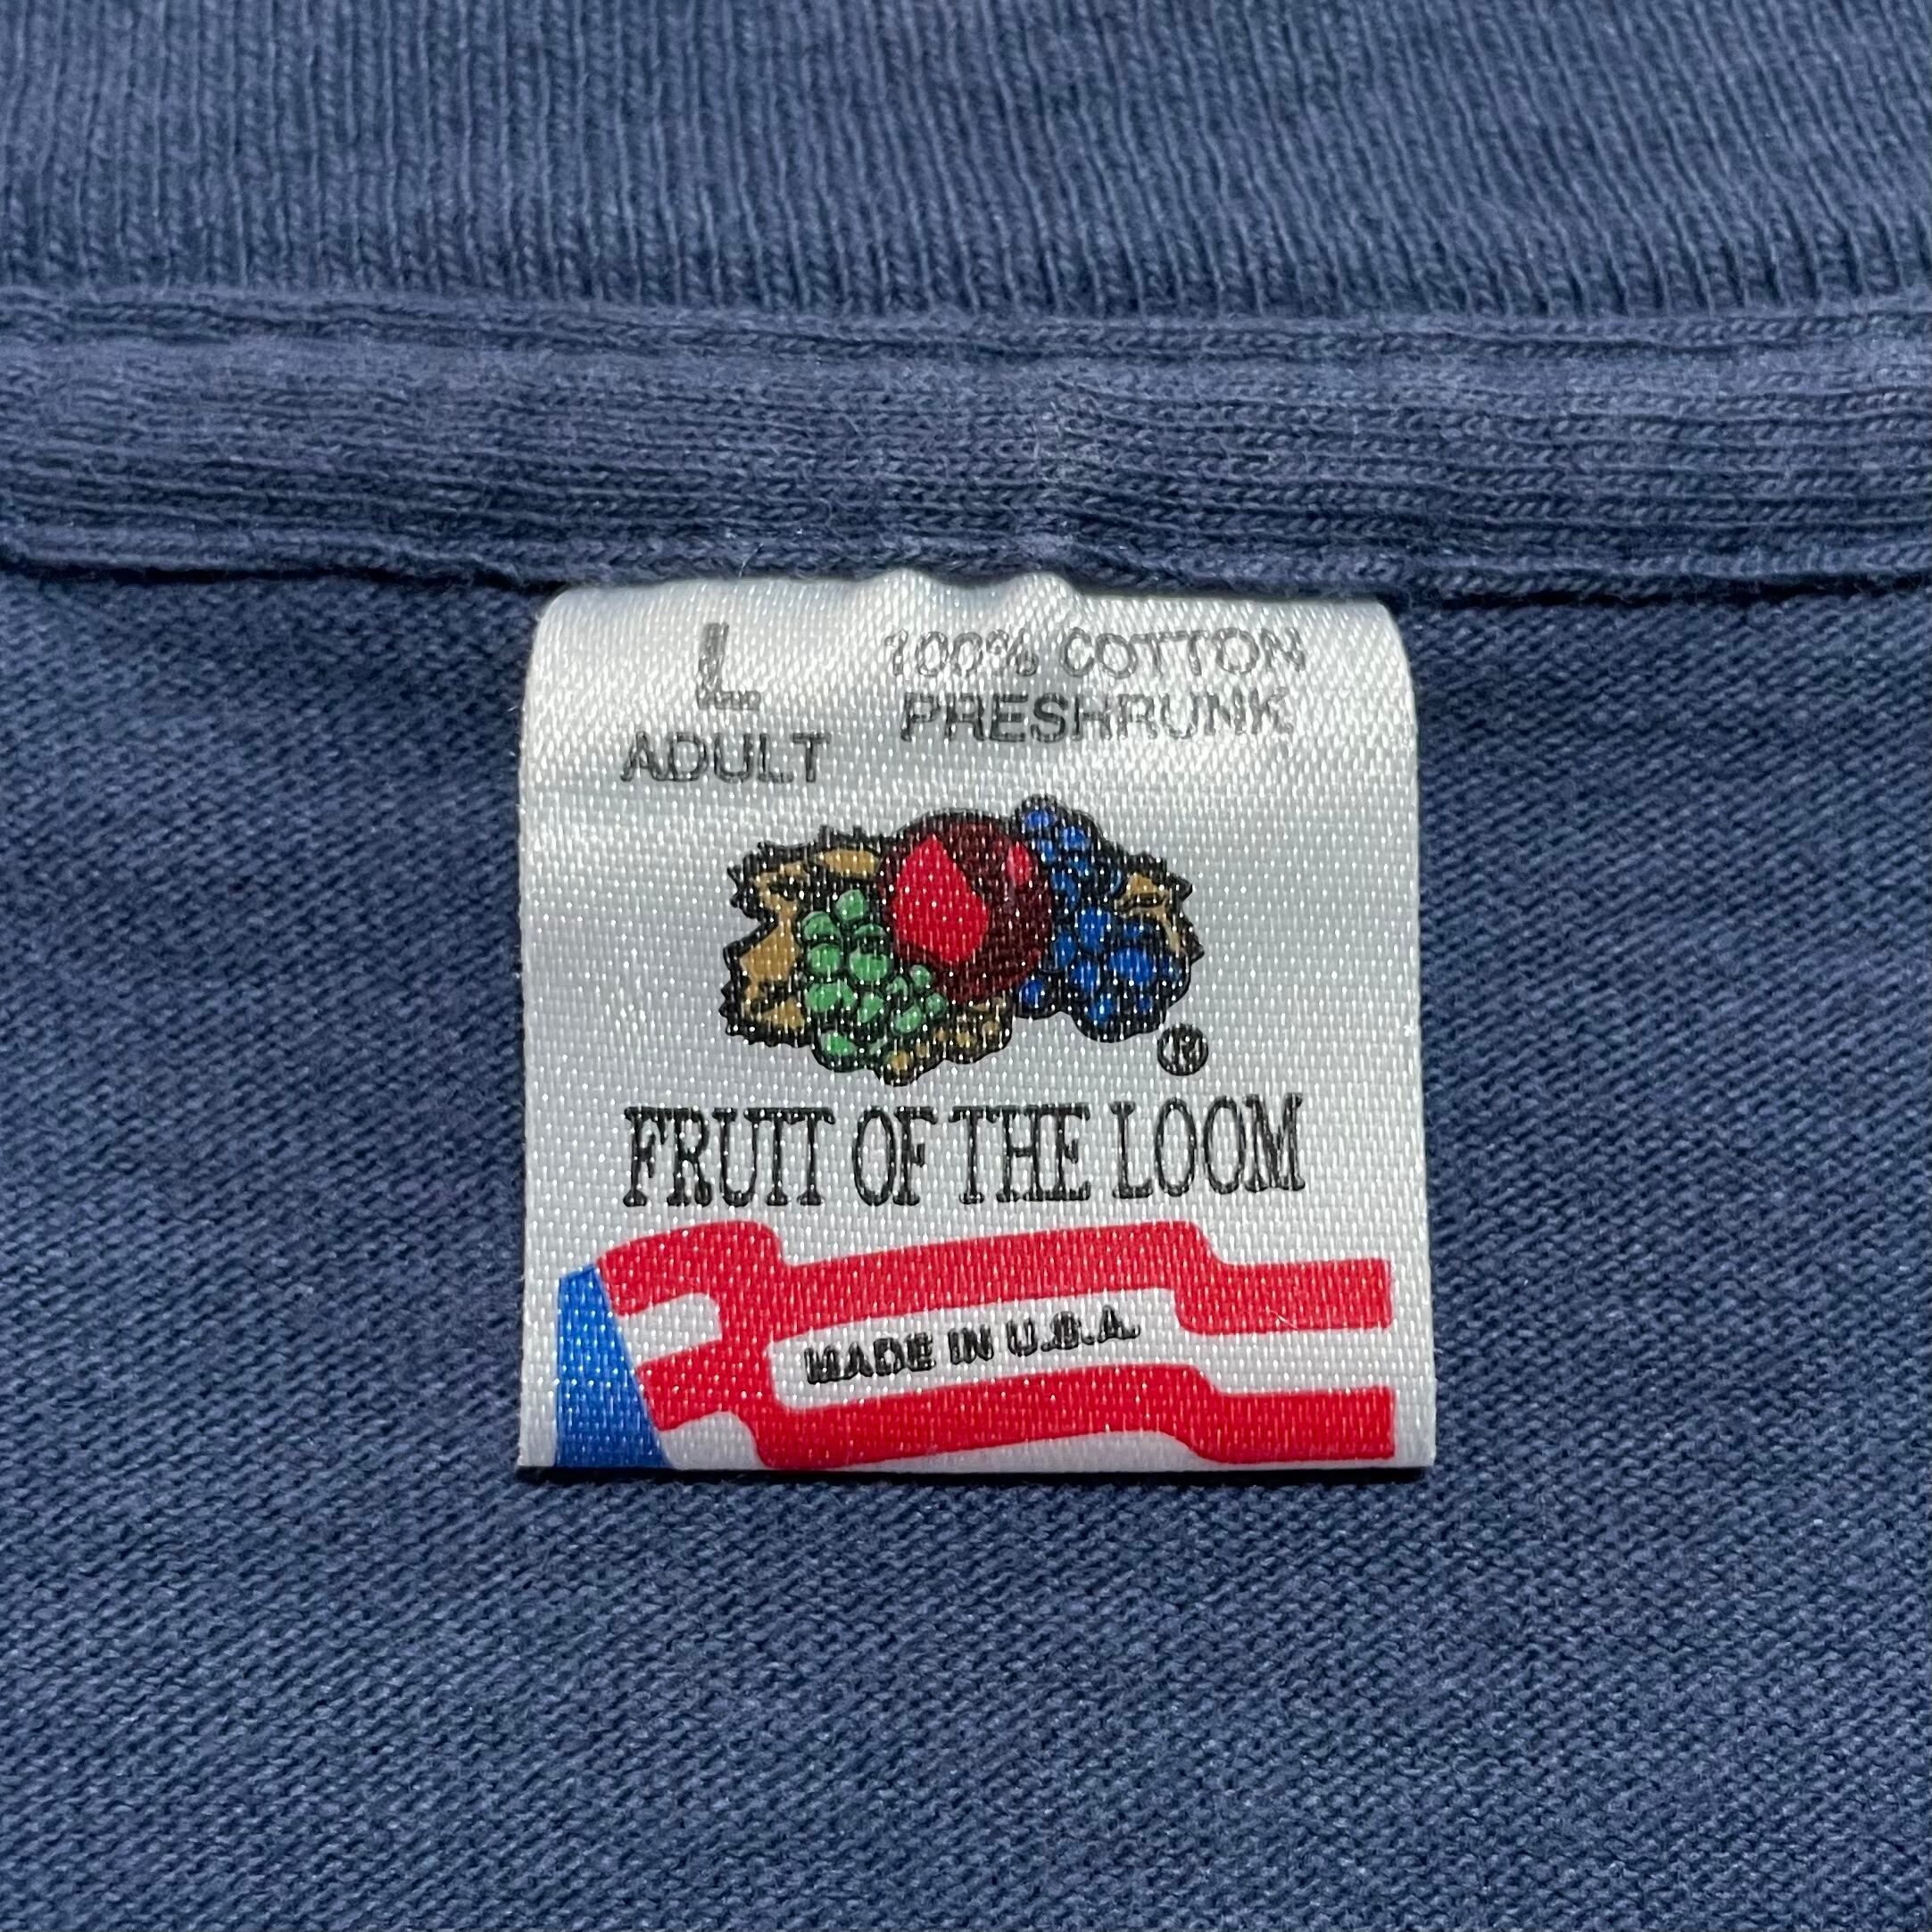 L
ADULT
100% COTTON
PRESHRUNK
®
FRUIT OF THE LOOM
MADE IN U.S.A.